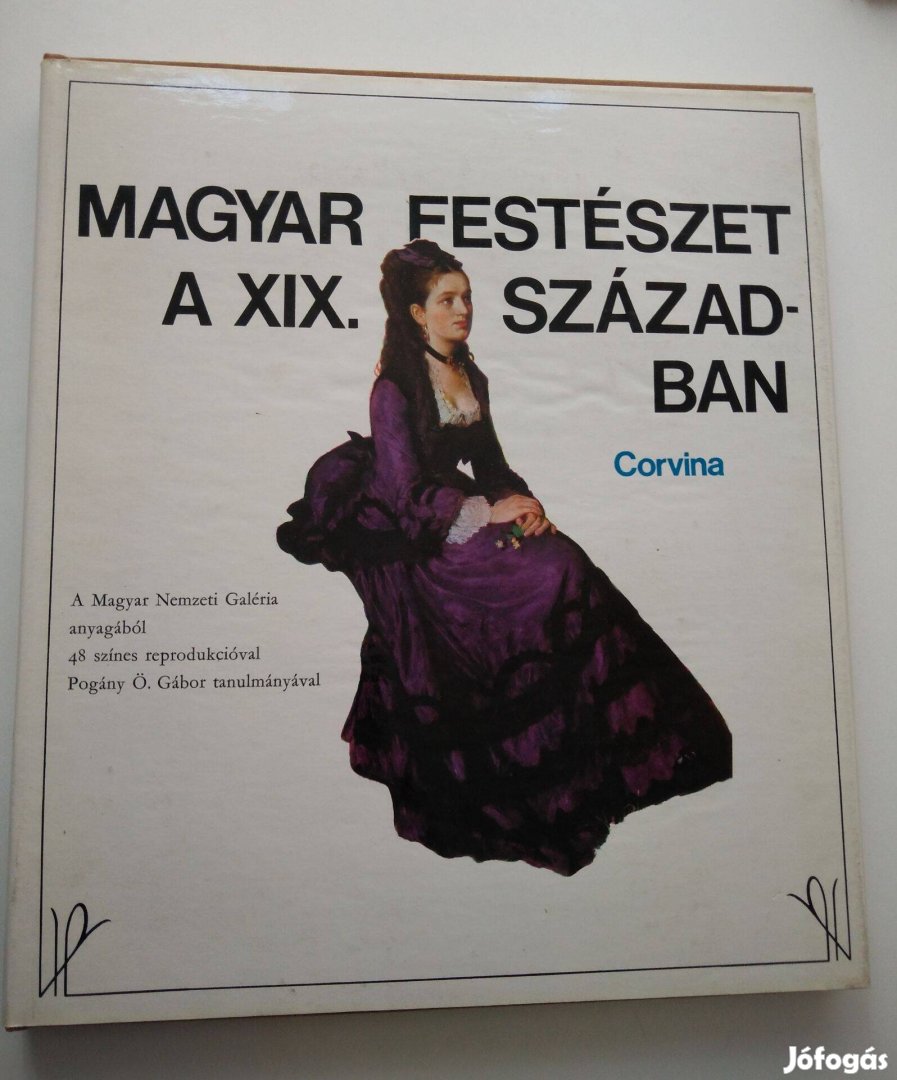 MAGYAR FESTÉSZET
A XIX. SZÁZAD-
BAN
Corvina
A Magyar Nemzeti Galéria
anyagából
48 színes reprodukcióval
Pogány Ö. Gábor tanulmányával
Jófogás